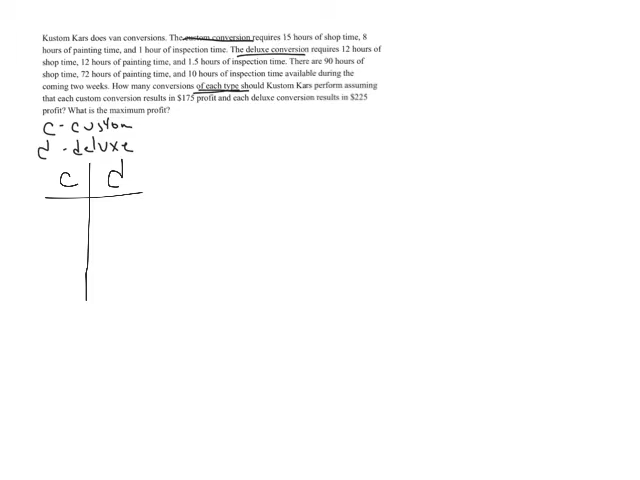 Kustom Kars does van conversions. The custom conversion requires 15 hours of shop time, 8
hours of painting time, and 1 hour of inspection time. The deluxe conversion requires 12 hours of
shop time, 12 hours of painting time, and 1.5 hours of inspection time. There are 90 hours of
shop time, 72 hours of painting time, and 10 hours of inspection time available during the
coming two weeks. How many conversions of each type should Kustom Kars perform assuming
that each custom conversion results in $175 profit and each deluxe conversion results in $225
profit? What is the maximum profit?
c - custom
d - deluxe
c d